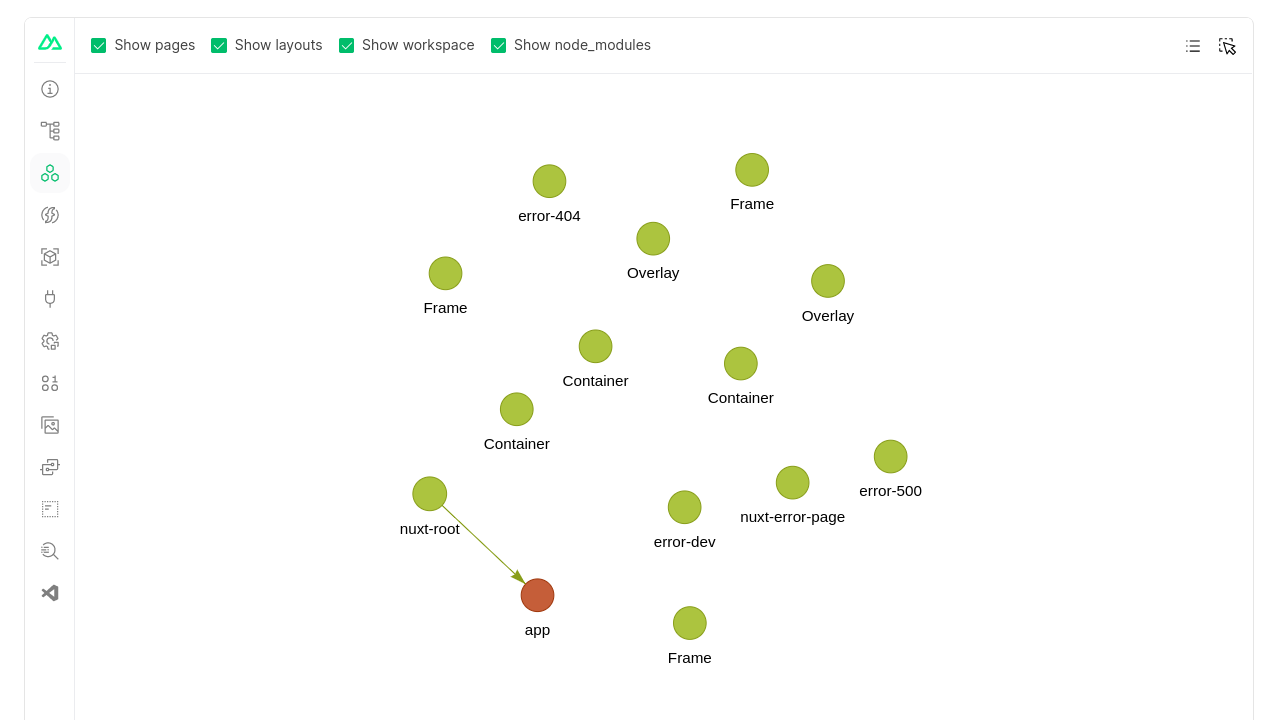 Show pages
Show layouts
Show workspace
Show node_modules
error-404
Frame
Overlay
Frame
Overlay
Container
Container
Container
error-500
nuxt-error-page
nuxt-root
error-dev
app
Frame